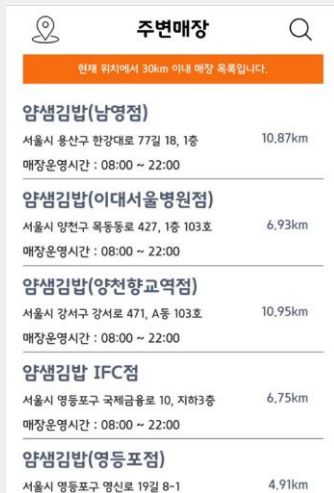 주변매장
현재 위치에서 30km 이내 매장 목록입니다.
얌샘김밥(남영점)
서울시 용산구 한강대로 77길 18, 1층 10.87km
매장운영시간 : 08:00 ~ 22:00
얌샘김밥(이대서울병원점)
서울시 양천구 목동동로 427, 1층 103호 6.93km
매장운영시간 : 08:00 ~ 22:00
얌샘김밥(양천향교역점)
서울시 강서구 강서로 471, A동 103호 10.95km
매장운영시간 : 08:00 ~ 22:00
얌샘김밥 IFC점
서울시 영등포구 국제금융로 10, 지하3층 6.75km
매장운영시간 : 08:00 ~ 22:00
얌샘김밥(영등포점)
서울시 영등포구 영신로 19길 8-1 4.91km